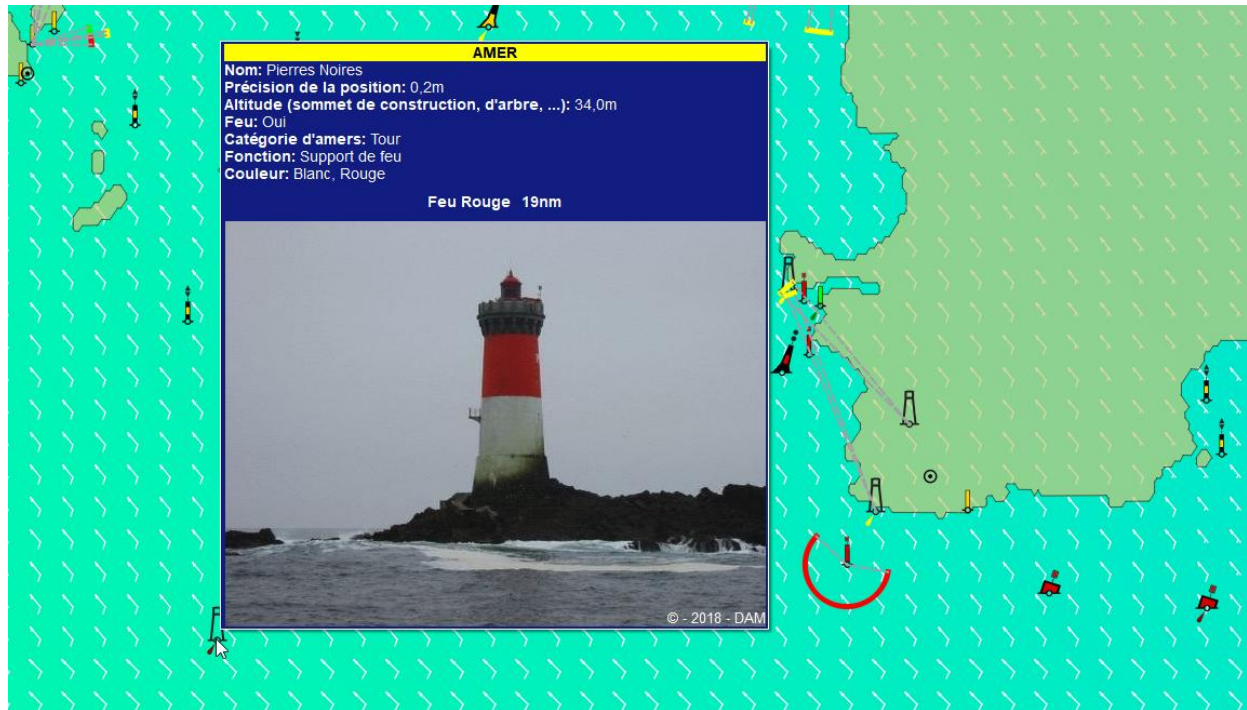 AMER
Nom: Pierres Noires
Précision de la position: 0,2m
Altitude (sommet de construction, d'arbre, ...): 34,0m
Feu: Oui
Catégorie d'amers: Tour
Fonction: Support de feu
Couleur: Blanc, Rouge
Feu Rouge 19nm
© - 2018 - DAM